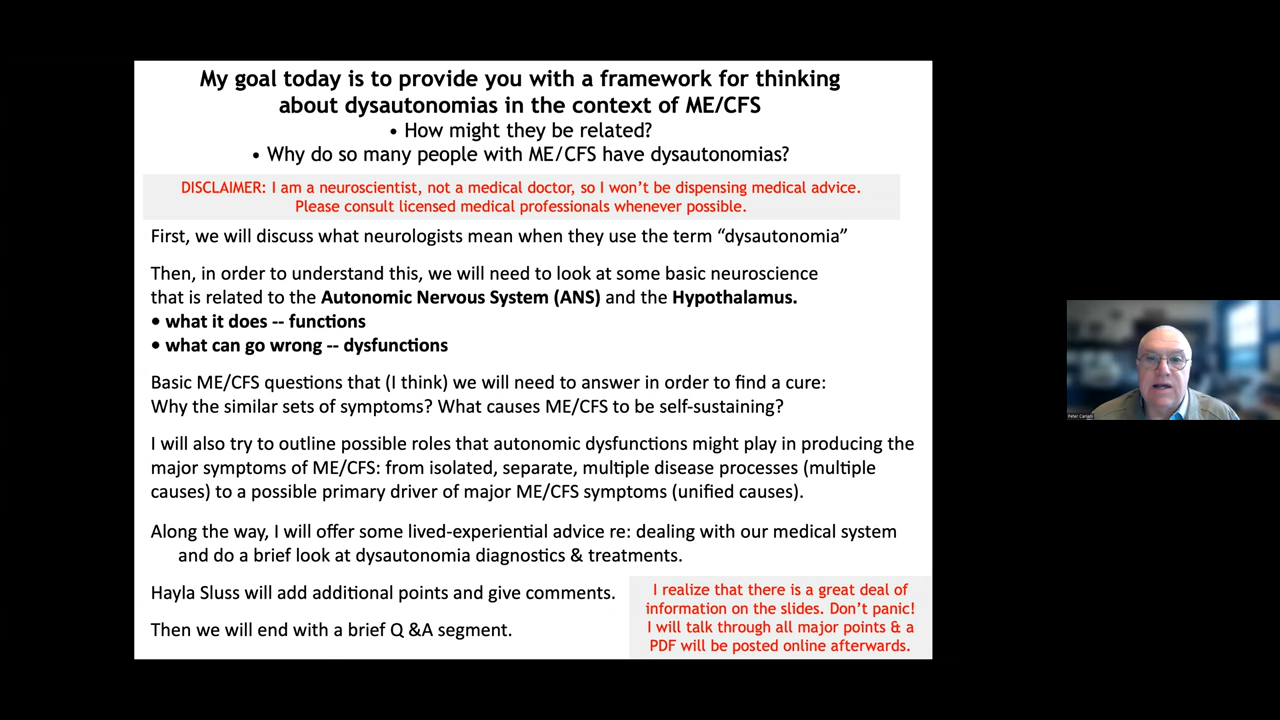 My goal today is to provide you with a framework for thinking
about dysautonomias in the context of ME/CFS
• How might they be related?
• Why do so many people with ME/CFS have dysautonomias?
DISCLAIMER: I am a neuroscientist, not a medical doctor, so I won't be dispensing medical advice.
Please consult licensed medical professionals whenever possible.
First, we will discuss what neurologists mean when they use the term “dysautonomia”
Then, in order to understand this, we will need to look at some basic neuroscience
that is related to the Autonomic Nervous System (ANS) and the Hypothalamus.
• what it does -- functions
• what can go wrong -- dysfunctions
Basic ME/CFS questions that (I think) we will need to answer in order to find a cure:
Why the similar sets of symptoms? What causes ME/CFS to be self-sustaining?
I will also try to outline possible roles that autonomic dysfunctions might play in producing the
major symptoms of ME/CFS: from isolated, separate, multiple disease processes (multiple
causes) to a possible primary driver of major ME/CFS symptoms (unified causes).
Along the way, I will offer some lived-experiential advice re: dealing with our medical system
and do a brief look at dysautonomia diagnostics & treatments.
Hayla Sluss will add additional points and give comments.
Then we will end with a brief Q &A segment.
I realize that there is a great deal of
information on the slides. Don't panic!
I will talk through all major points & a
PDF will be posted online afterwards.
Peter Cariani